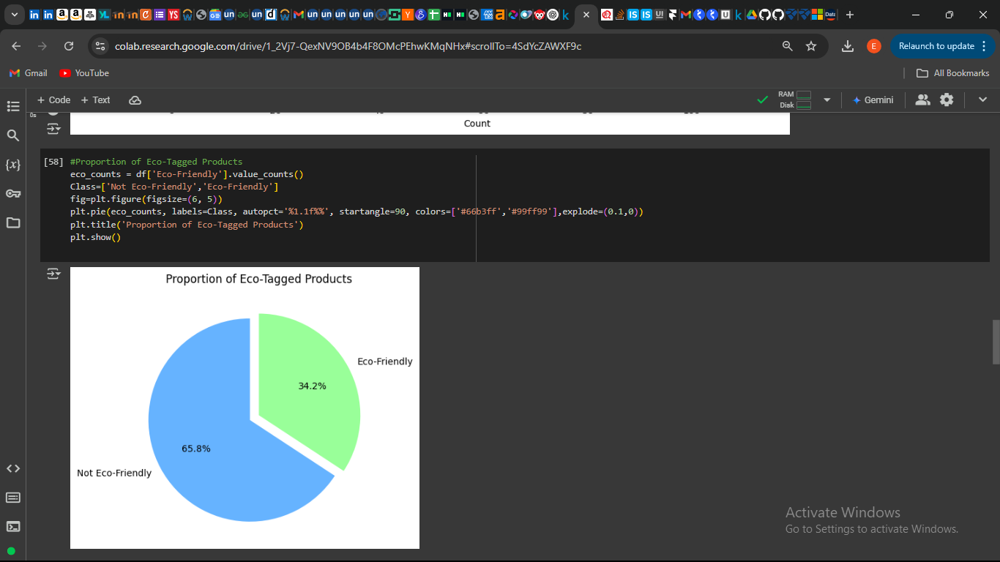 colab.research.google.com/drive/1_2Vj7-QexNV9OB4b4F8OMcPEhwKMqNHx#scrollTo=4SdYcZAWXF9c
E
Relaunch to update
Gmail
YouTube
All Bookmarks
+ Code
+ Text
RAM
Disk
Gemini
0s
Count
[58]
#Proportion of Eco-Tagged Products
eco_counts = df['Eco-Friendly'].value_counts()
Class=['Not Eco-Friendly','Eco-Friendly']
fig=plt.figure(figsize=(6, 5))
plt.pie(eco_counts, labels=Class, autopct='%1.1f%%', startangle=90, colors=['#66b3ff','#99ff99'],explode=(0.1,0))
plt.title('Proportion of Eco-Tagged Products')
plt.show()
Proportion of Eco-Tagged Products
Eco-Friendly
34.2%
65.8%
Not Eco-Friendly
Activate Windows
Go to Settings to activate Windows.